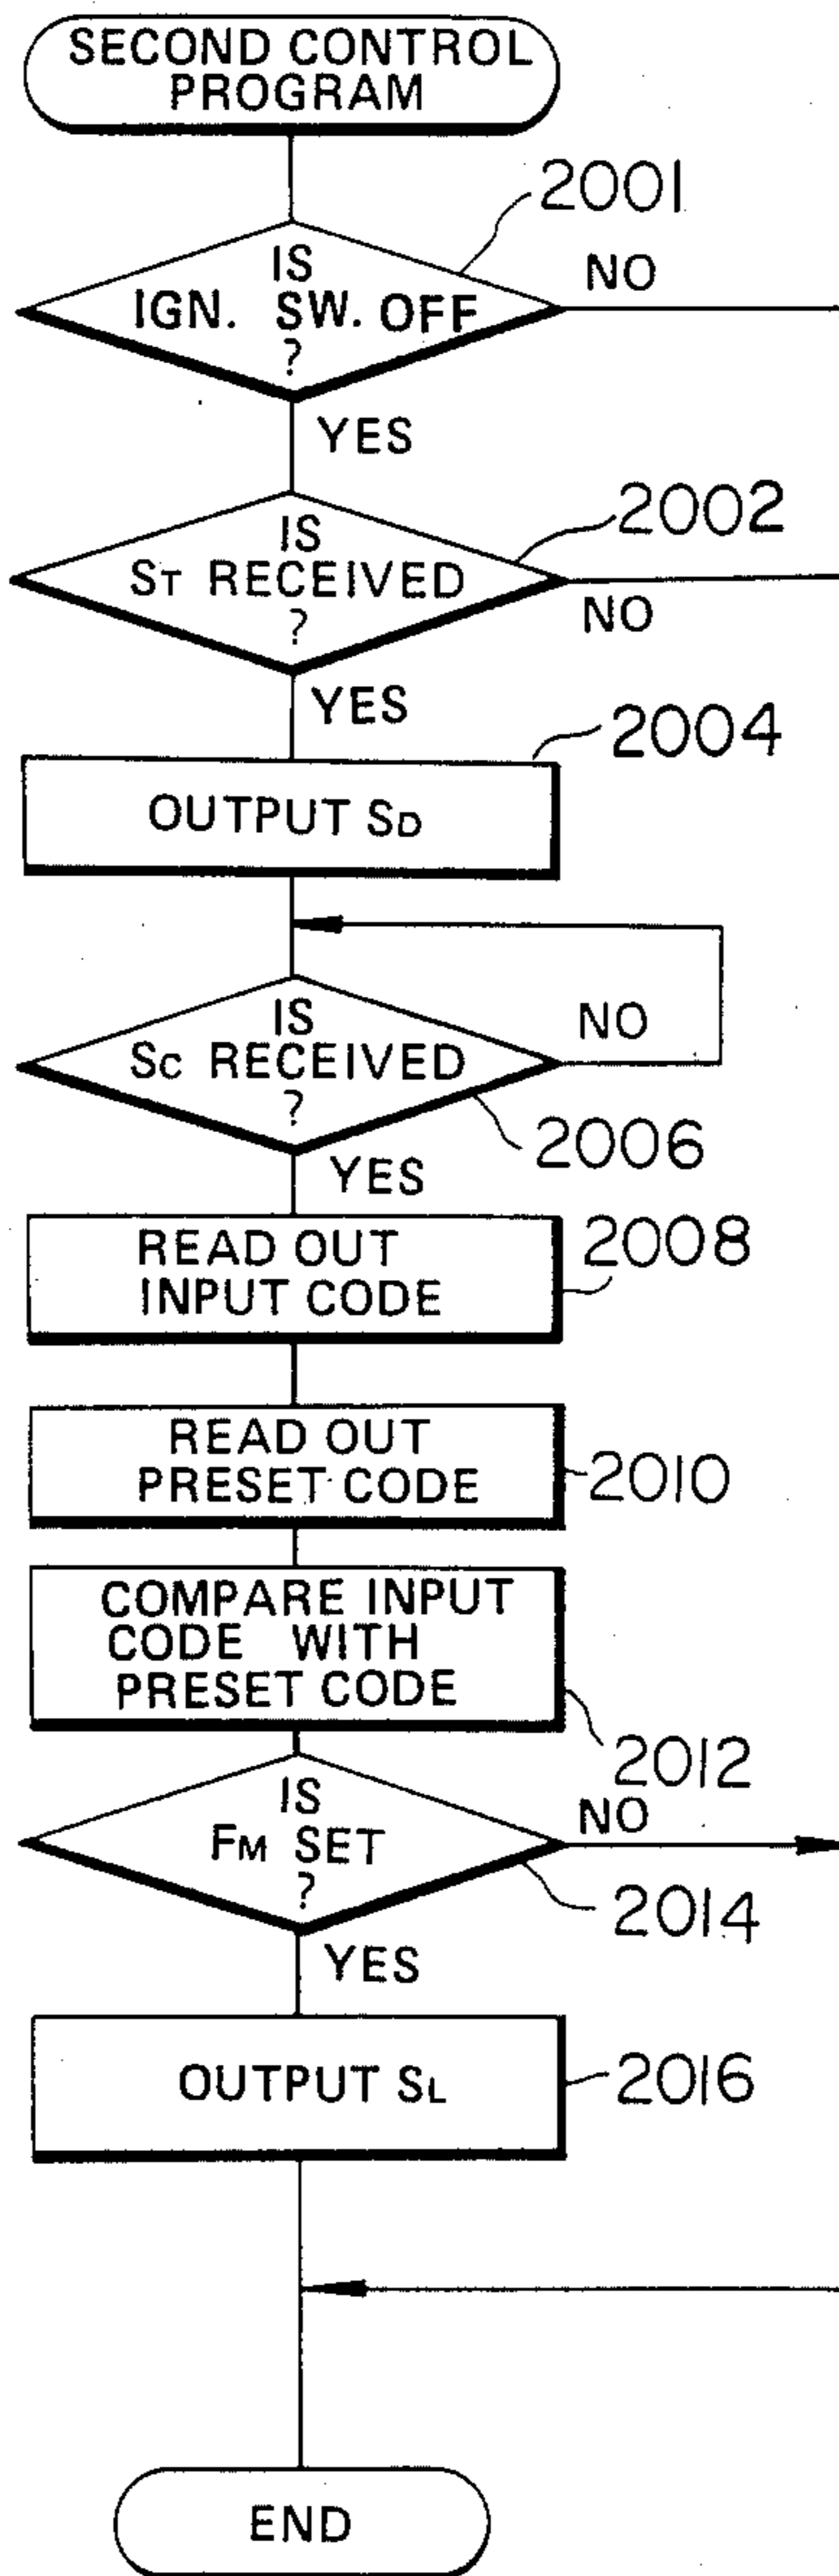 SECOND CONTROL
PROGRAM
2001
IS
IGN. SW. OFF
?
NO
YES
2002
IS
ST RECEIVED
?
NO
YES
2004
OUTPUT SD
IS
SC RECEIVED
?
NO
2006
YES
READ OUT
INPUT CODE
2008
READ OUT
PRESET CODE
2010
COMPARE INPUT
CODE WITH
PRESET CODE
2012
IS
FM SET
?
NO
2014
YES
OUTPUT SL
2016
END